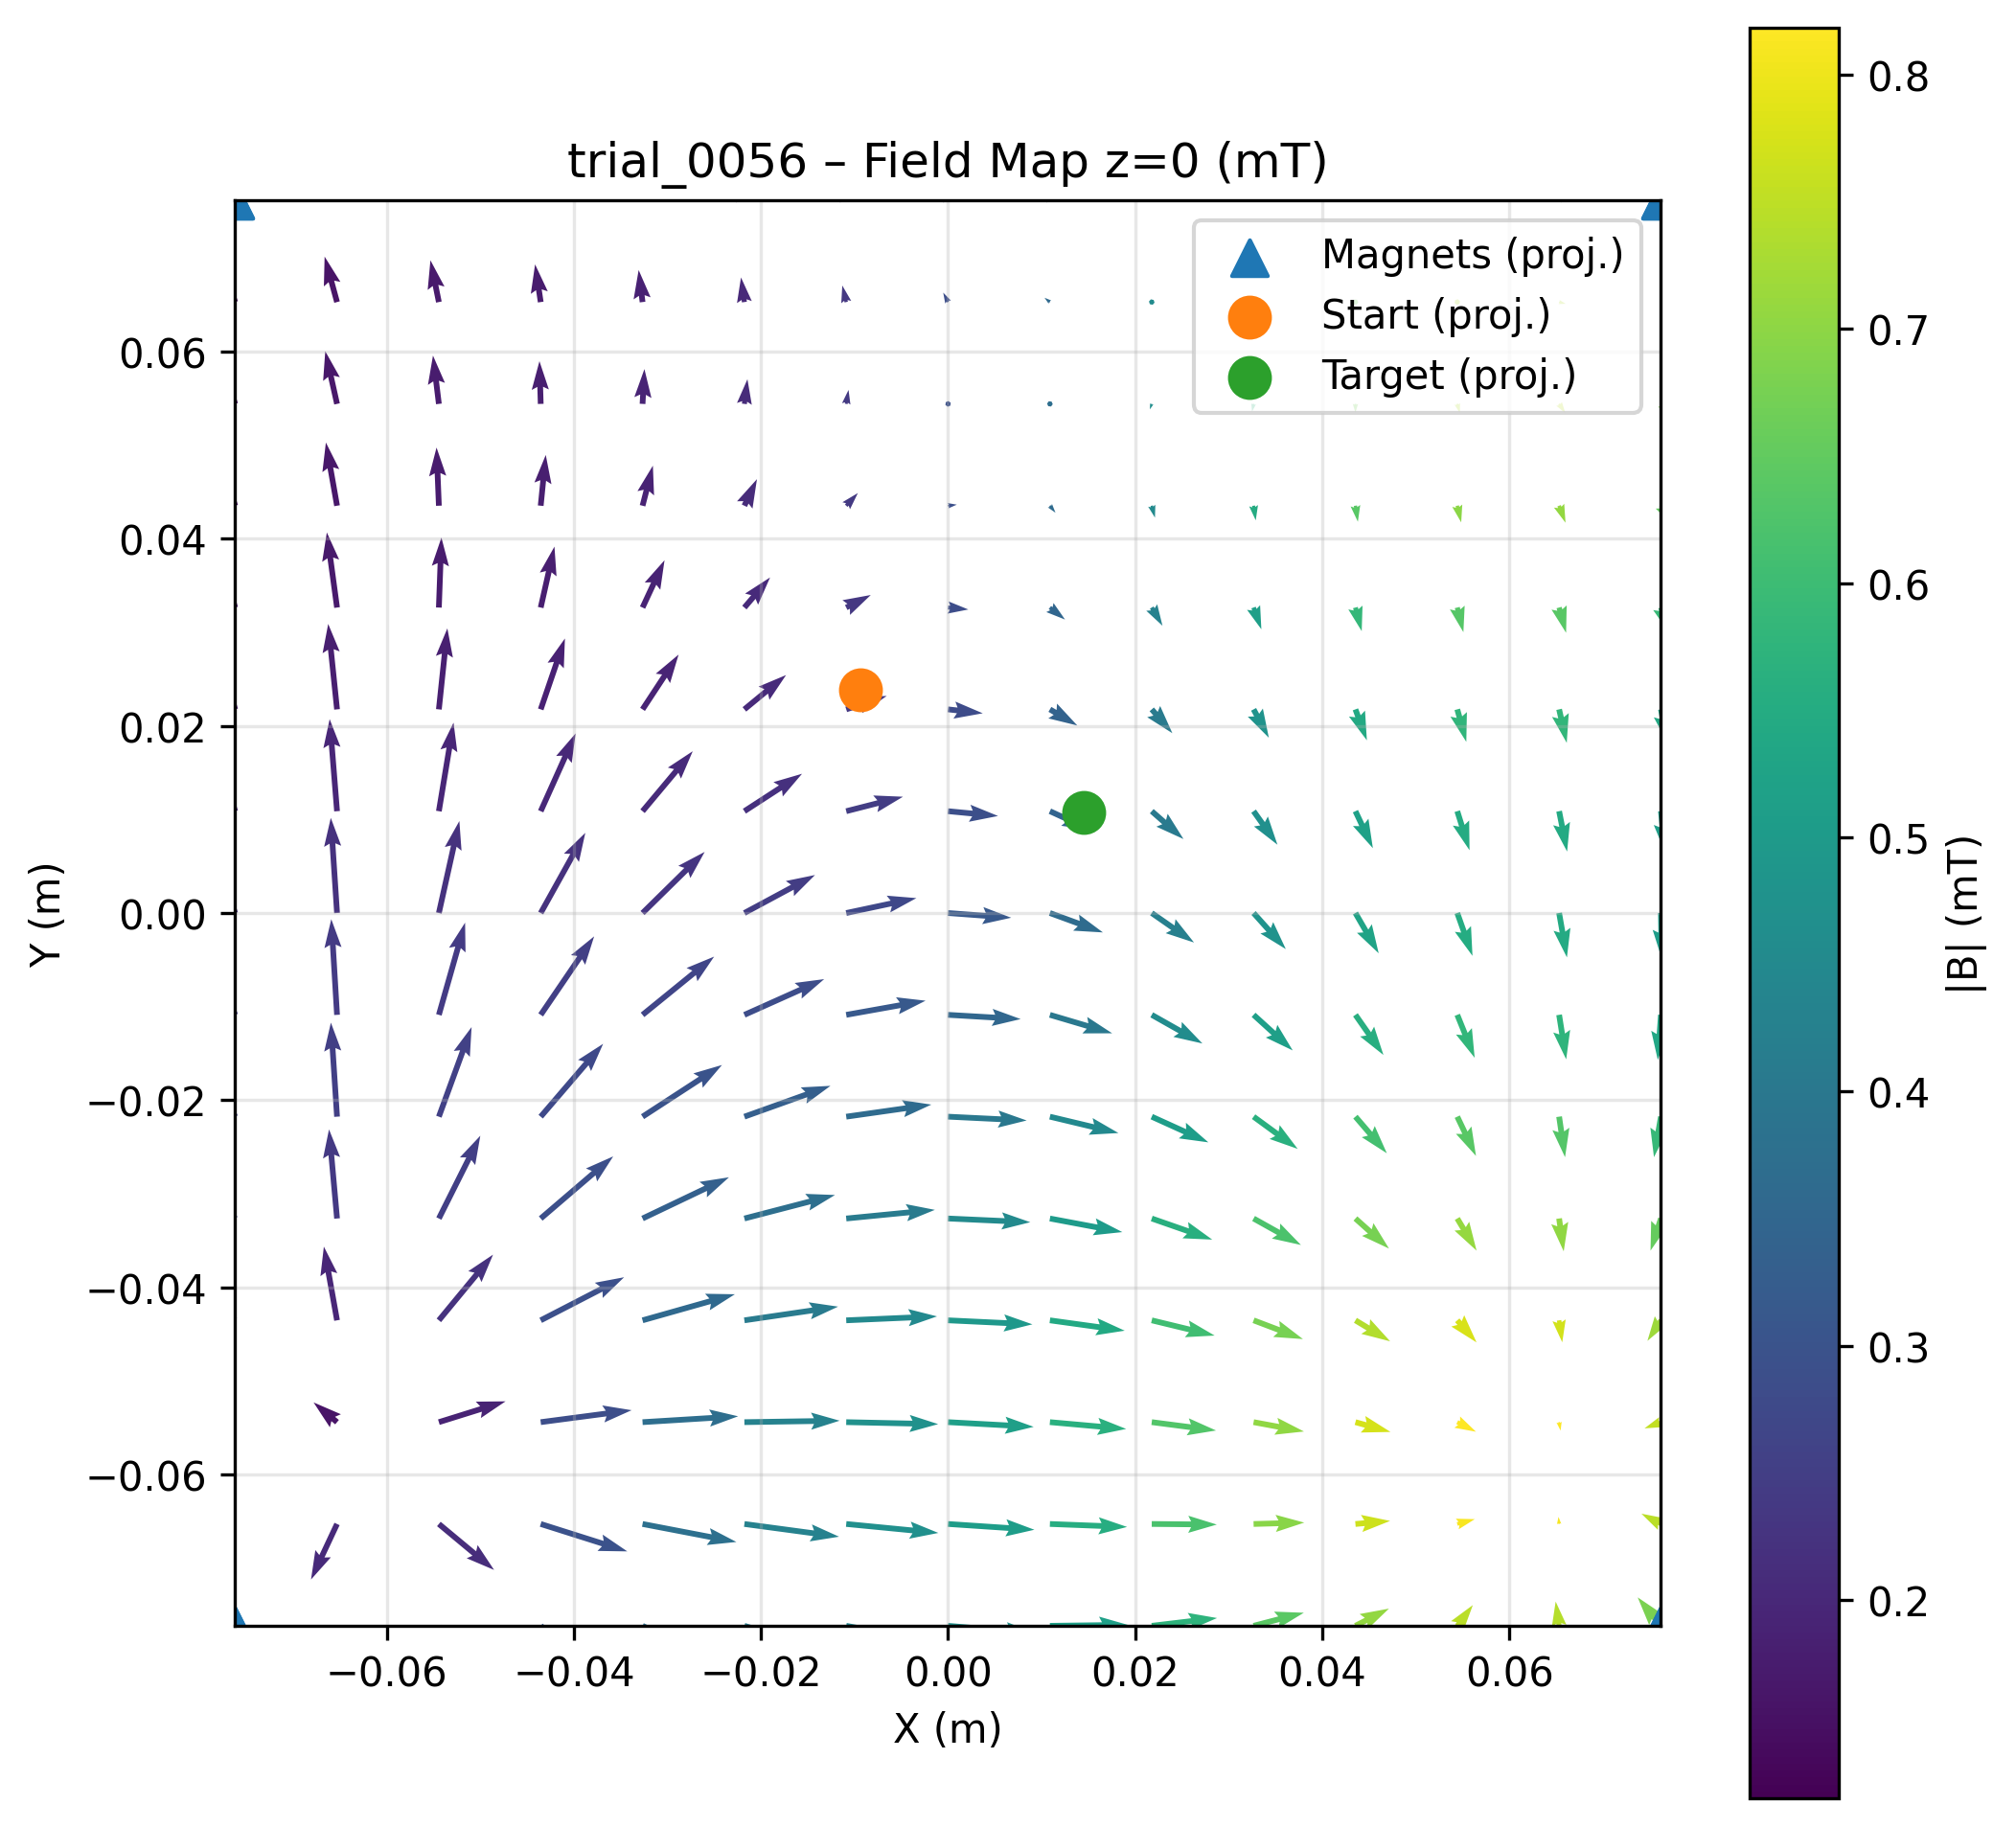 trial_0056 – Field Map z=0 (mT)
Magnets (proj.)
Start (proj.)
Target (proj.)
0.06
0.04
0.02
0.00
−0.02
−0.04
−0.06
Y (m)
−0.06 −0.04 −0.02 0.00 0.02 0.04 0.06
X (m)
0.8
0.7
0.6
0.5
0.4
0.3
0.2
|B| (mT)